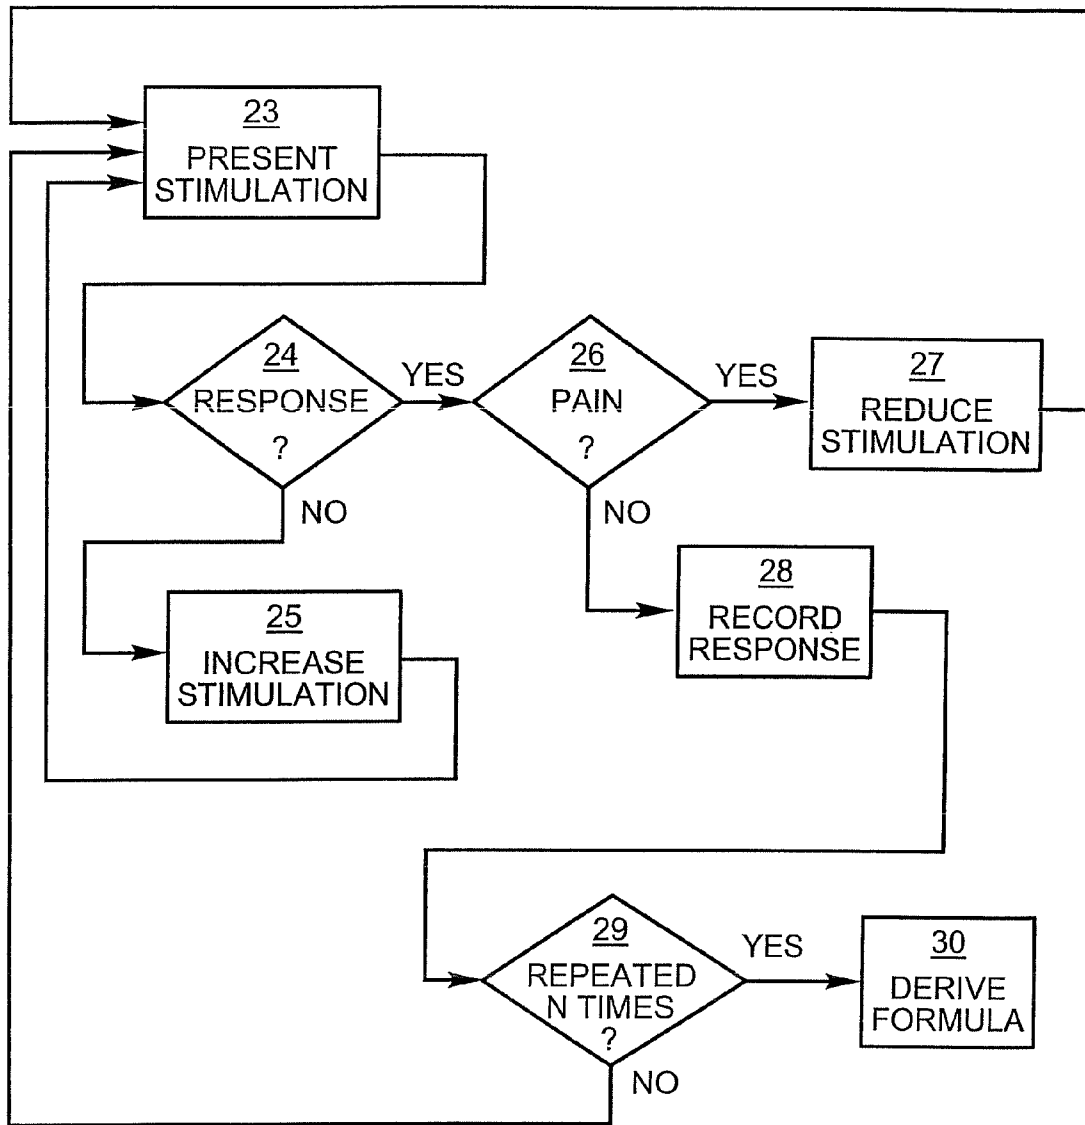 23
PRESENT
STIMULATION
24
RESPONSE
?
YES
26
PAIN
?
YES
27
REDUCE
STIMULATION
NO
NO
25
INCREASE
STIMULATION
28
RECORD
RESPONSE
29
REPEATED
N TIMES
?
YES
30
DERIVE
FORMULA
NO